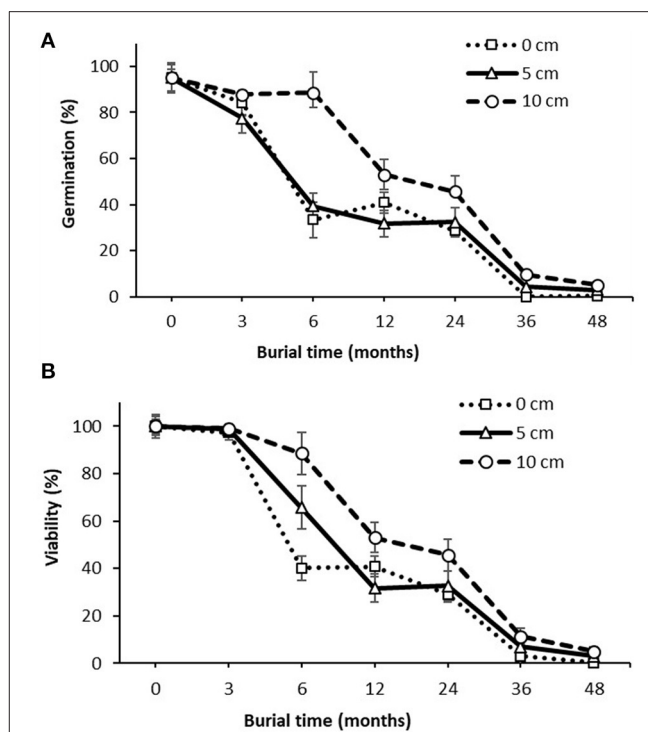 A
0 cm
5 cm
10 cm
100
80
60
40
20
0
Germination (%)
0 3 6 12 24 36 48
Burial time (months)
B
0 cm
5 cm
10 cm
100
80
60
40
20
0
Viability (%)
0 3 6 12 24 36 48
Burial time (months)